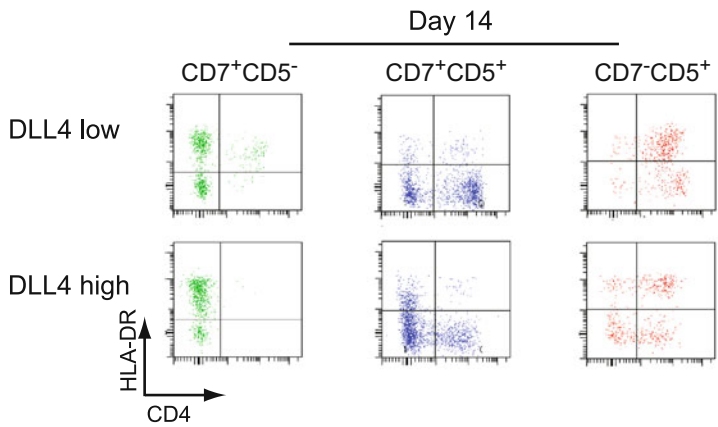 Day 14
CD7+CD5- CD7+CD5+ CD7-CD5+
DLL4 low
DLL4 high
HLA-DR
CD4